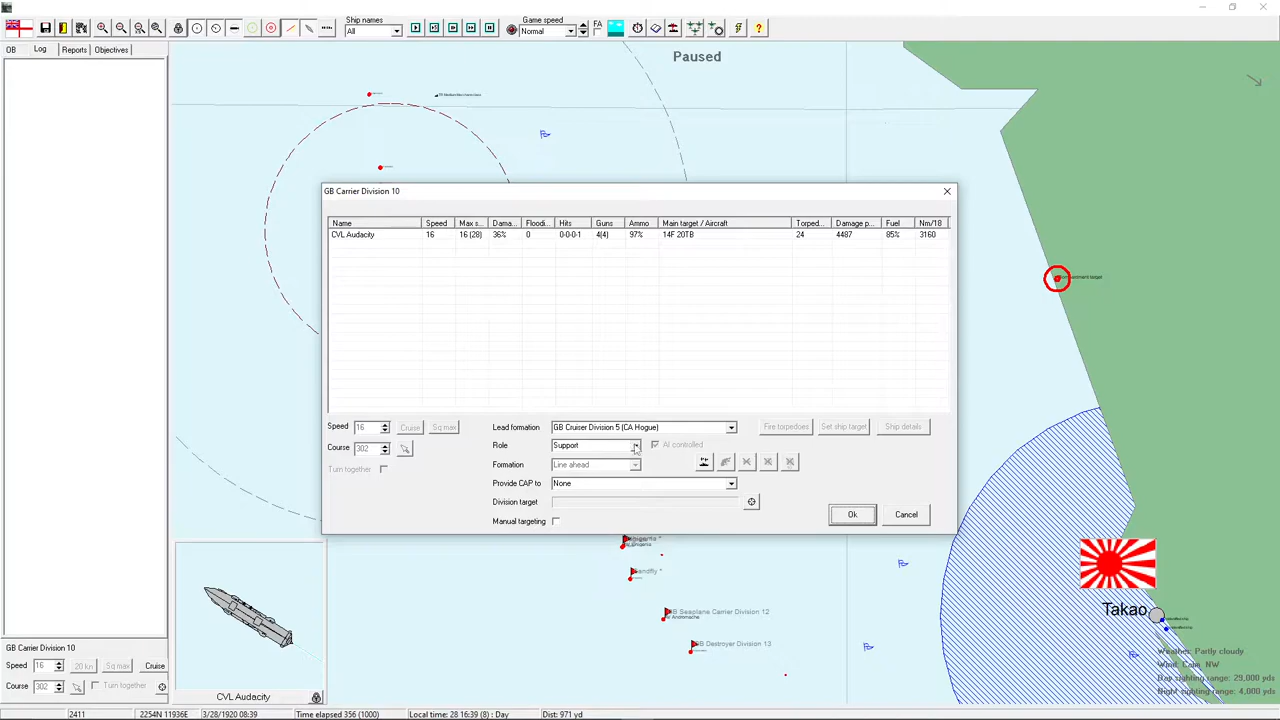 Ship names
Game speed
FA
All
Normal
OB
Log
Reports
Objectives
Paused
GB Carrier Division 10
Name
Speed
Max s...
Dama...
Floodi...
Hits
Guns
Ammo
Main target / Aircraft
Torped...
Damage p...
Fuel
Nm/18
CVL Audacity
16
16 (28)
36%
0
0-0-0-1
4(4)
97%
14F 20TB
24
4487
85%
3160
Speed
16
Cruise
Sq max
Lead formation
GB Cruiser Division 5 (CA Hogue)
Fire torpedoes
Set ship target
Ship details
Course
302
Role
Support
AI controlled
Turn together
Formation
Line ahead
Provide CAP to
None
Division target
Manual targeting
Ok
Cancel
GB Seaplane Carrier Division 12
GB Destroyer Division 13
Takao
GB Carrier Division 10
Speed
16
20 kn
Sq max
Cruise
Course
302
Turn together
CVL Audacity
Weather: Partly cloudy
Wind: Calm, NW
Day sighting range: 29,000 yds
Night sighting range: 4,000 yds
2411
2254N 11936E
3/28/1920 08:39
Time elapsed 356 (1000)
Local time: 28 16:39 (8) : Day
Dist: 971 yd